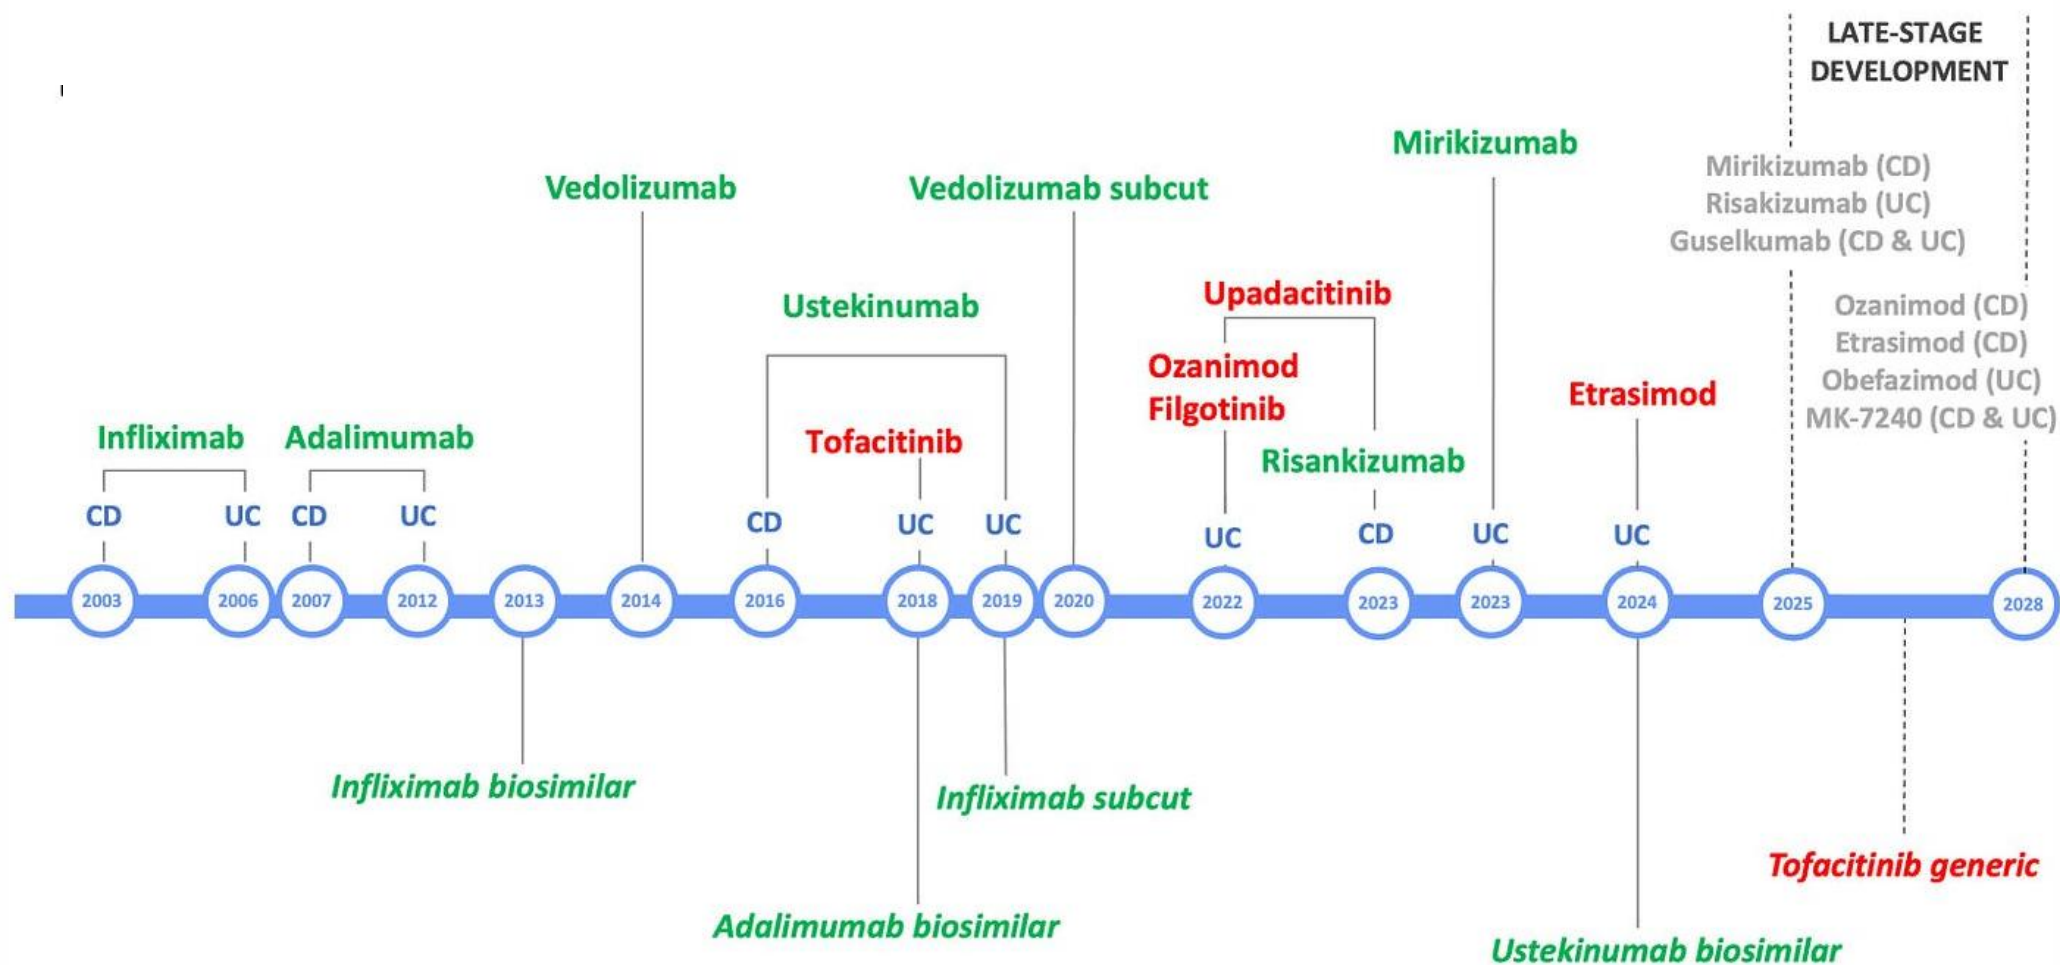 LATE-STAGE
DEVELOPMENT
Mirikizumab
Mirikizumab (CD)
Risakizumab (UC)
Guselkumab (CD & UC)
Vedolizumab
Vedolizumab subcut
Ustekinumab
Upadacitinib
Ozanimod (CD)
Etrasimod (CD)
Obefazimod (UC)
MK-7240 (CD & UC)
Ozanimod
Filgotinib
Etrasimod
Infliximab
Adalimumab
Tofacitinib
Risankizumab
CD
UC
CD
UC
CD
UC
UC
UC
CD
UC
UC
2003
2006
2007
2012
2013
2014
2016
2018
2019
2020
2022
2023
2023
2024
2025
2028
Infliximab biosimilar
Infliximab subcut
Tofacitinib generic
Adalimumab biosimilar
Ustekinumab biosimilar